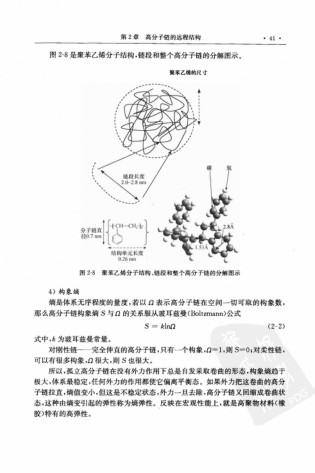 第2章 高分子链的远程结构 · 41 ·
图 2-8 是聚苯乙烯分子结构,链段和整个高分子链的分解图示。
聚苯乙烯的尺寸
链段长度
2.0~2.8 nm
碳 氢
分子链直
径0.7 nm
CH—CH₂
2.8Å
1.53Å
结构单元长度
0.26 nm
图 2-8 聚苯乙烯分子结构、链段和整个高分子链的分解图示
4) 构象熵
熵是体系无序程度的量度,若以 Ω 表示高分子链在空间一切可取的构象数,
那么高分子链构象熵 S 与 Ω 的关系服从玻耳兹曼(Boltzmann)公式
S = klnΩ (2-2)
式中,k 为玻耳兹曼常量。
对刚性链——完全伸直的高分子链,只有一个构象,Ω=1,则 S=0;对柔性链,
可以有很多构象,Ω 很大,则 S 也很大。
所以,孤立高分子链在没有外力作用下总是自发采取卷曲的形态,构象熵趋于
极大,体系最稳定,任何外力的作用都使它偏离平衡态。如果外力把这卷曲的高分
子链拉直,熵值变小,但这是不稳定状态,外力一旦去除,高分子链又回缩成卷曲状
态,这种由熵变引起的弹性称为熵弹性。反映在宏观性能上,就是高聚物材料(橡
胶)特有的高弹性。